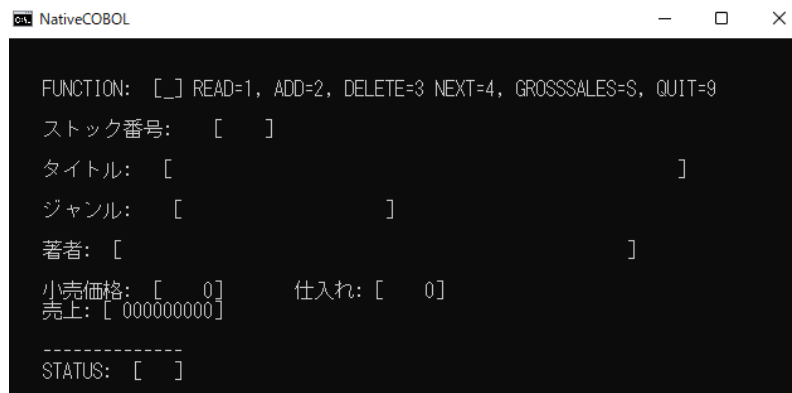 NativeCOBOL
FUNCTION: [_] READ=1, ADD=2, DELETE=3 NEXT=4, GROSSSALES=S, QUIT=9
ストック番号: [ ]
タイトル: [ ]
ジャンル: [ ]
著者: [ ]
小売価格: [ 0] 仕入れ: [ 0]
売上: [ 000000000]
--------------
STATUS: [ ]